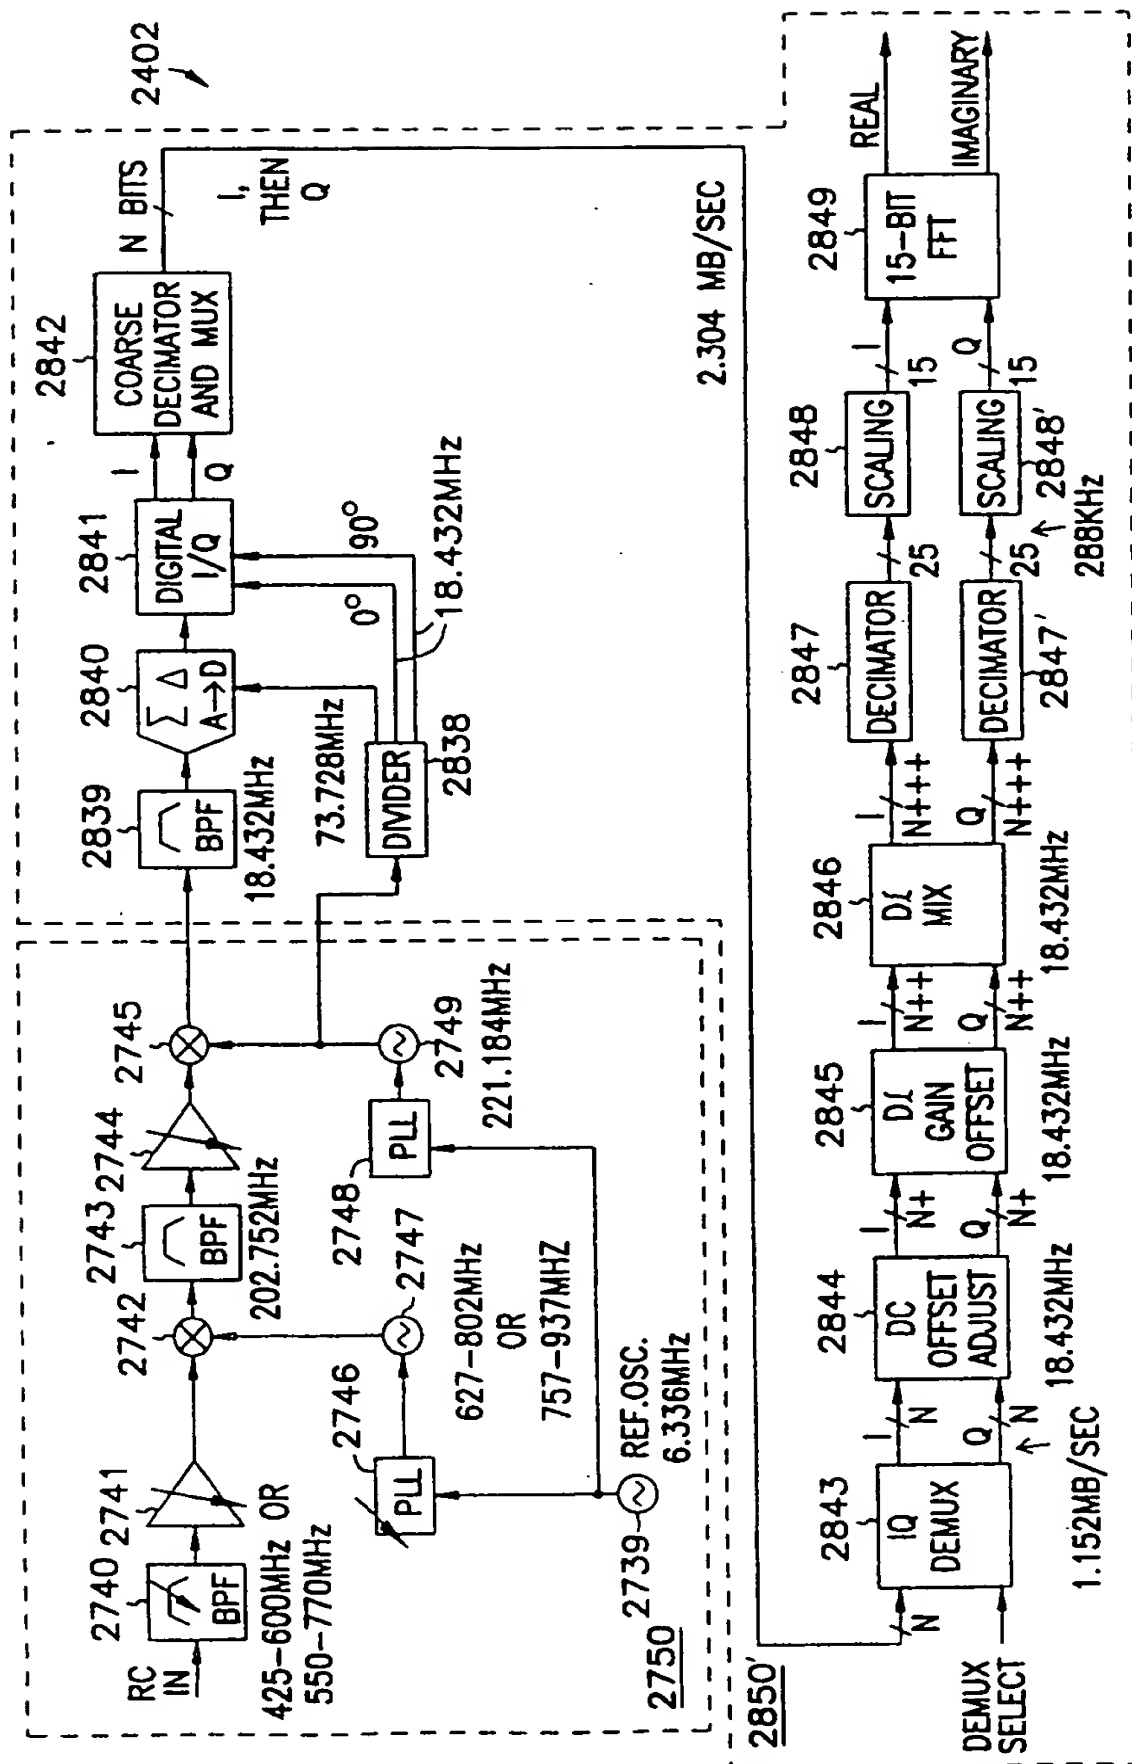 2402
RC
IN
2740
BPF
425-600MHz OR
550-770MHz
2741
2742
2743
BPF
202.752MHz
2744
2745
2746
PLL
2747
627-802MHz
OR
757-937MHZ
2748
PLL
2749
221.184MHz
2739
REF.OSC.
6.336MHz
2750
2839
BPF
18.432MHz
2840
Σ Δ
A→D
2841
DIGITAL
I/Q
I
Q
2842
COARSE
DECIMATOR
AND MUX
N BITS
I,
THEN
Q
73.728MHz
DIVIDER
2838
0°
90°
18.432MHz
2.304 MB/SEC
2850'
DEMUX
SELECT
N
2843
IQ
DEMUX
1.152MB/SEC
I
N
Q
N
2844
DC
OFFSET
ADJUST
18.432MHz
I
N+
Q
N+
2845
GAIN
OFFSET
18.432MHz
I
N++
Q
N++
2846
MIX
18.432MHz
I
N+++
Q
N+++
2847
DECIMATOR
25
DECIMATOR
2847'
25
288KHz
2848
SCALING
I
15
SCALING
2848'
Q
15
2849
15-BIT
FFT
REAL
IMAGINARY